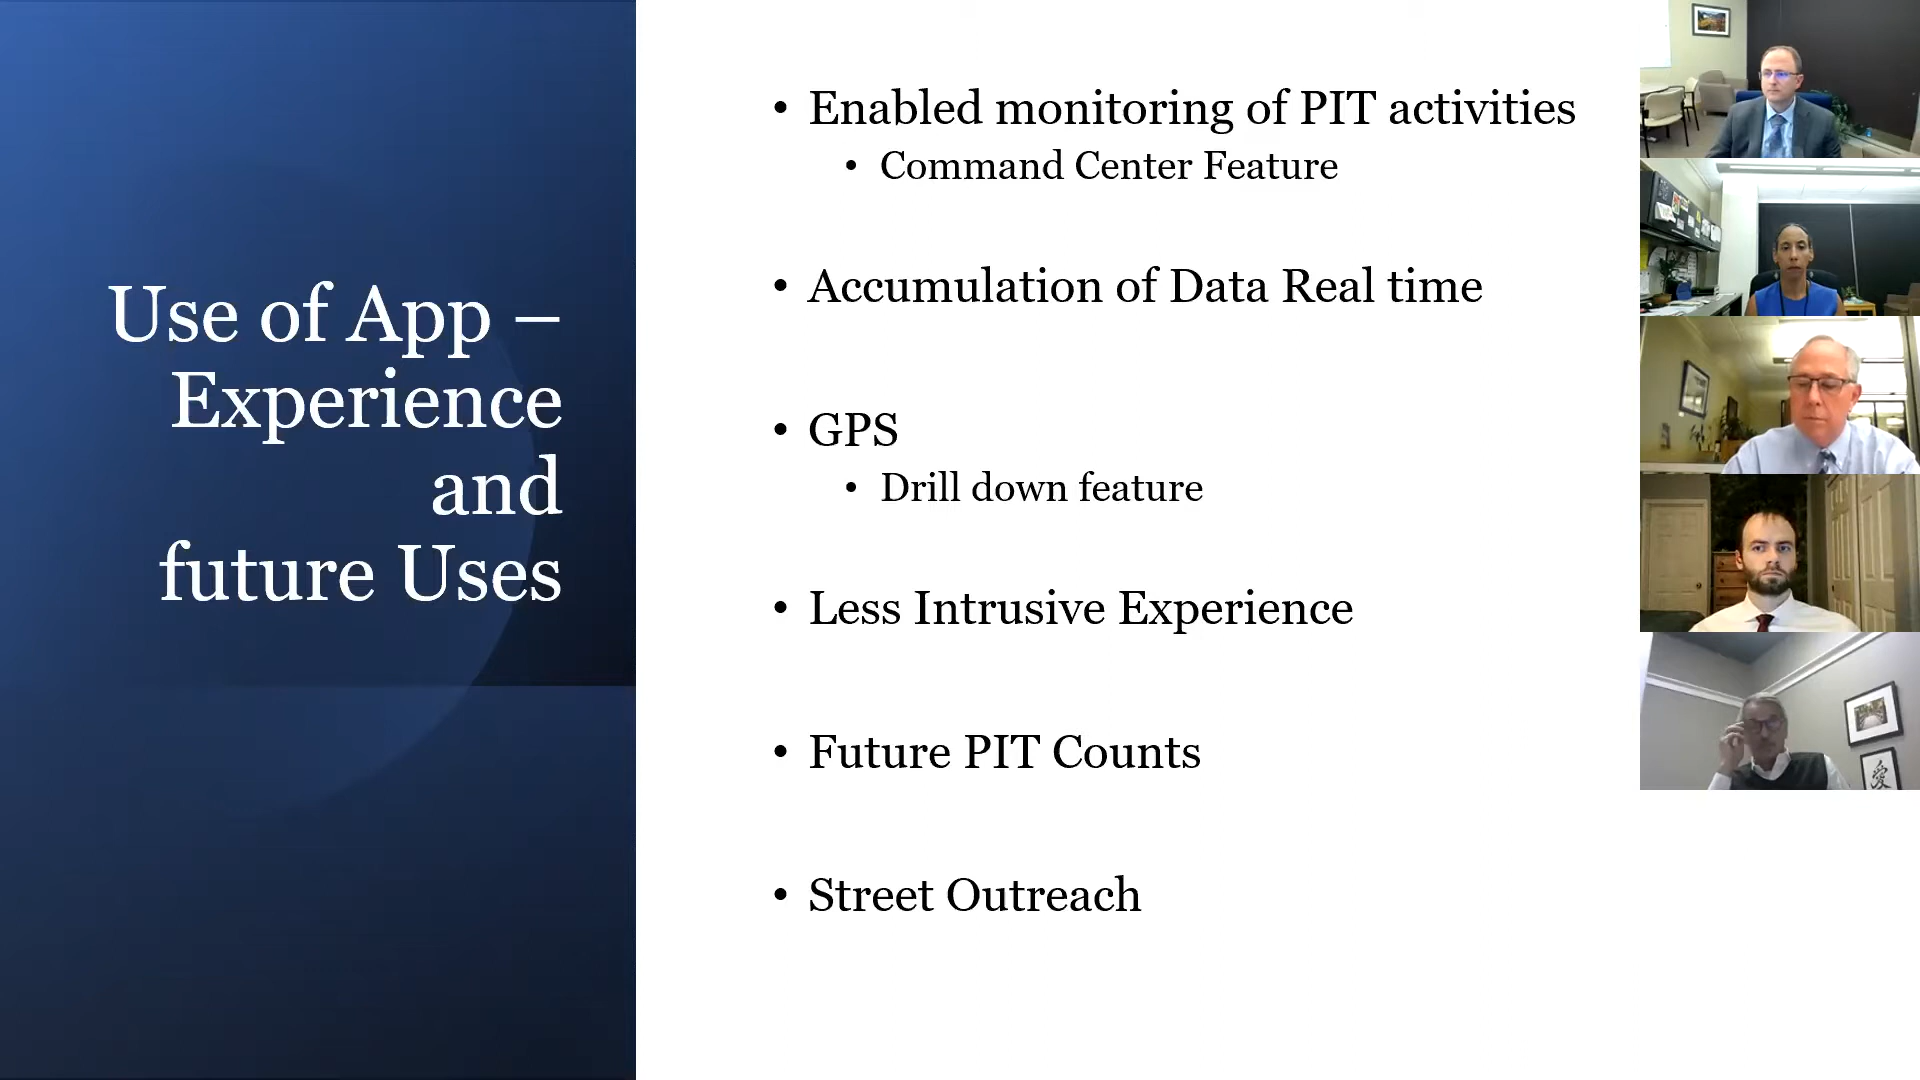 Use of App –
Experience
and
future Uses
• Enabled monitoring of PIT activities
• Command Center Feature
• Accumulation of Data Real time
• GPS
• Drill down feature
• Less Intrusive Experience
• Future PIT Counts
• Street Outreach
愛